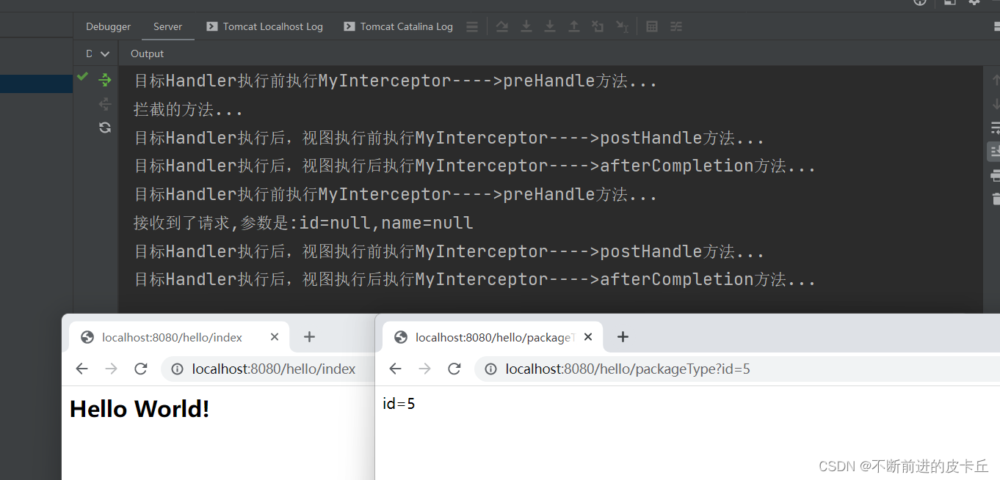 Debugger Server Tomcat Localhost Log Tomcat Catalina Log
D Output
目标Handler执行前执行MyInterceptor---->preHandle方法...
拦截的方法...
目标Handler执行后，视图执行前执行MyInterceptor---->postHandle方法...
目标Handler执行后，视图执行后执行MyInterceptor---->afterCompletion方法...
目标Handler执行前执行MyInterceptor---->preHandle方法...
接收到了请求,参数是:id=null,name=null
目标Handler执行后，视图执行前执行MyInterceptor---->postHandle方法...
目标Handler执行后，视图执行后执行MyInterceptor---->afterCompletion方法...
localhost:8080/hello/index
localhost:8080/hello/index
Hello World!
localhost:8080/hello/packageT
localhost:8080/hello/packageType?id=5
id=5
CSDN @不断前进的皮卡丘